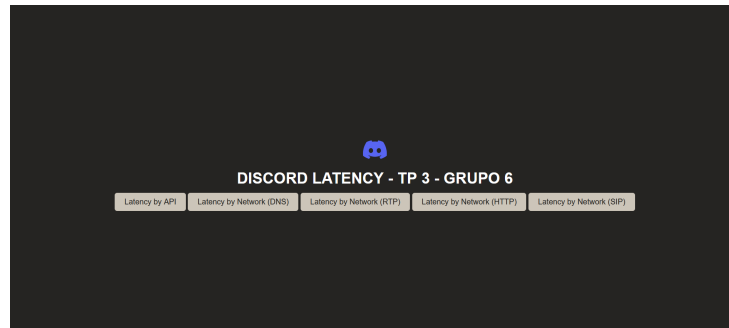 DISCORD LATENCY - TP 3 - GRUPO 6
Latency by API Latency by Network (DNS) Latency by Network (RTP) Latency by Network (HTTP) Latency by Network (SIP)